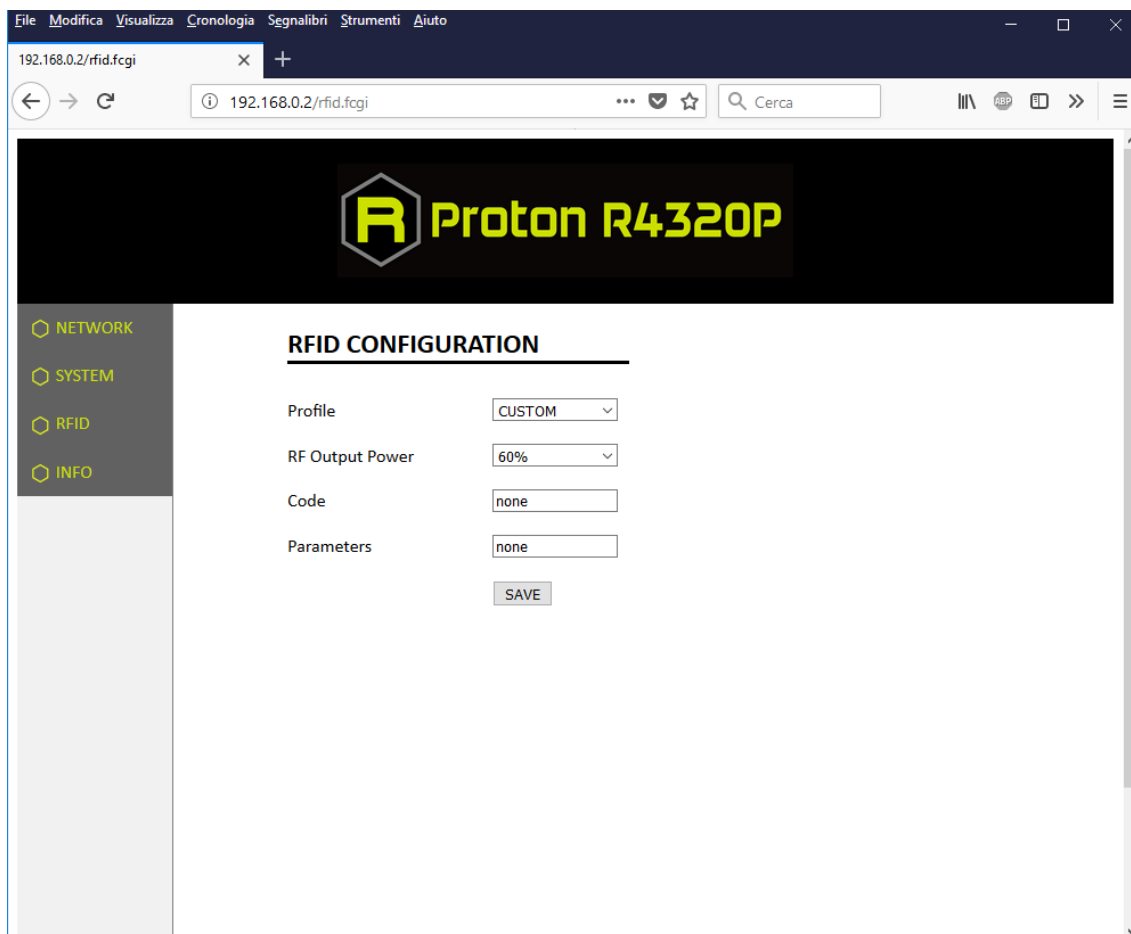 File Modifica Visualizza Cronologia Segnalibri Strumenti Aiuto
192.168.0.2/rfid.fcgi
192.168.0.2/rfid.fcgi
Cerca
ABP
R Proton R4320P
NETWORK
SYSTEM
RFID
INFO
RFID CONFIGURATION
Profile CUSTOM
RF Output Power 60%
Code none
Parameters none
SAVE